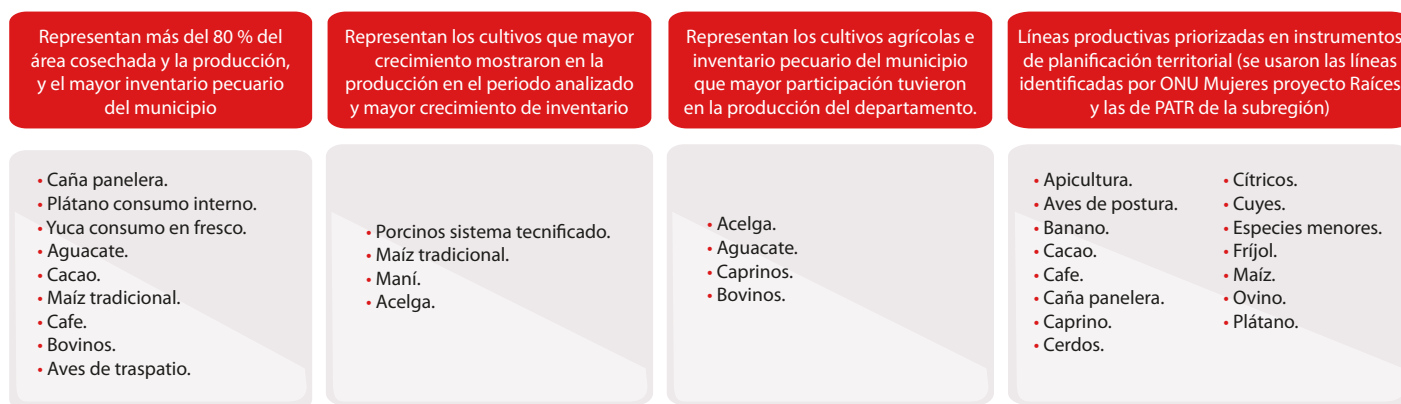 Representan más del 80 % del
área cosechada y la producción,
y el mayor inventario pecuario
del municipio
• Caña panelera.
• Plátano consumo interno.
• Yuca consumo en fresco.
• Aguacate.
• Cacao.
• Maíz tradicional.
• Cafe.
• Bovinos.
• Aves de traspatio.
Representan los cultivos que mayor
crecimiento mostraron en la
producción en el periodo analizado
y mayor crecimiento de inventario
• Porcinos sistema tecnificado.
• Maíz tradicional.
• Maní.
• Acelga.
Representan los cultivos agrícolas e
inventario pecuario del municipio
que mayor participación tuvieron
en la producción del departamento.
• Acelga.
• Aguacate.
• Caprinos.
• Bovinos.
Líneas productivas priorizadas en instrumentos
de planificación territorial (se usaron las líneas
identificadas por ONU Mujeres proyecto Raíces
y las de PATR de la subregión)
• Apicultura.
• Aves de postura.
• Banano.
• Cacao.
• Cafe.
• Caña panelera.
• Caprino.
• Cerdos.
• Cítricos.
• Cuyes.
• Especies menores.
• Fríjol.
• Maíz.
• Ovino.
• Plátano.